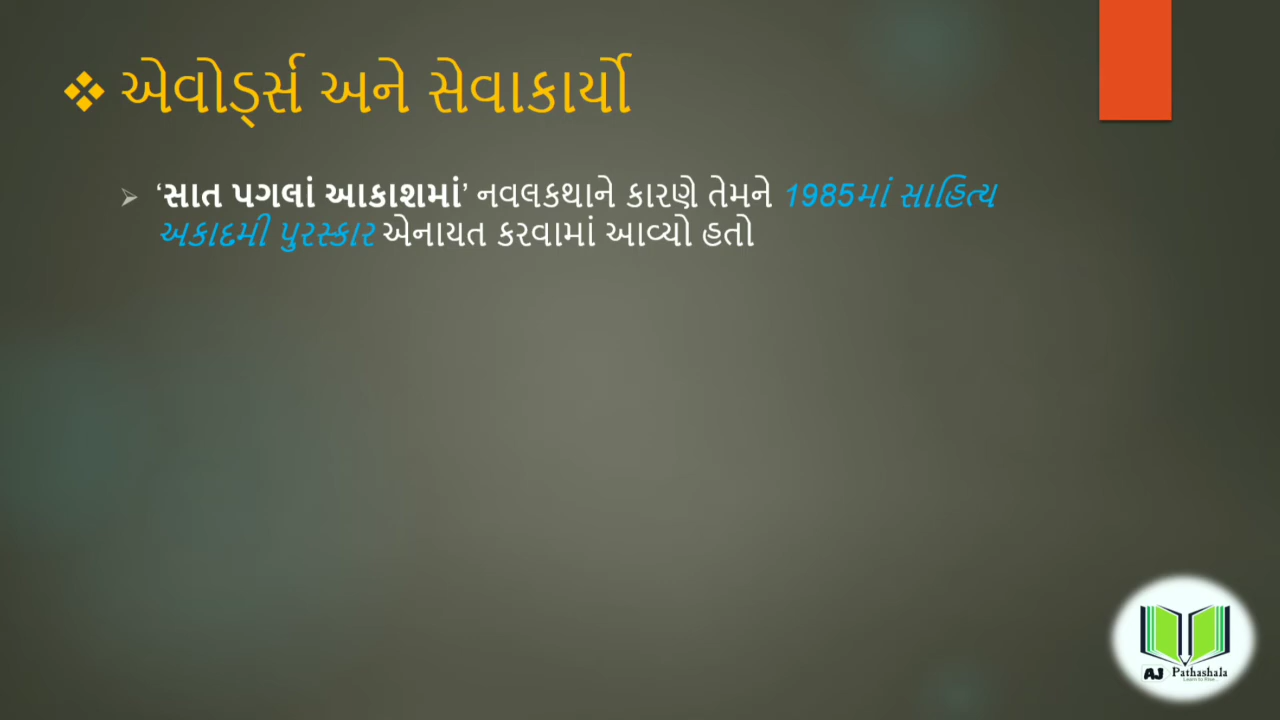 એવોર્ડ્સ અને સેવાકાર્યો
‘સાત પગલાં આકાશમાં’ નવલકથાને કારણે તેમને 1985માં સાહિત્ય
અકાદમી પુરસ્કાર એનાયત કરવામાં આવ્યો હતો
AJ Pathashala